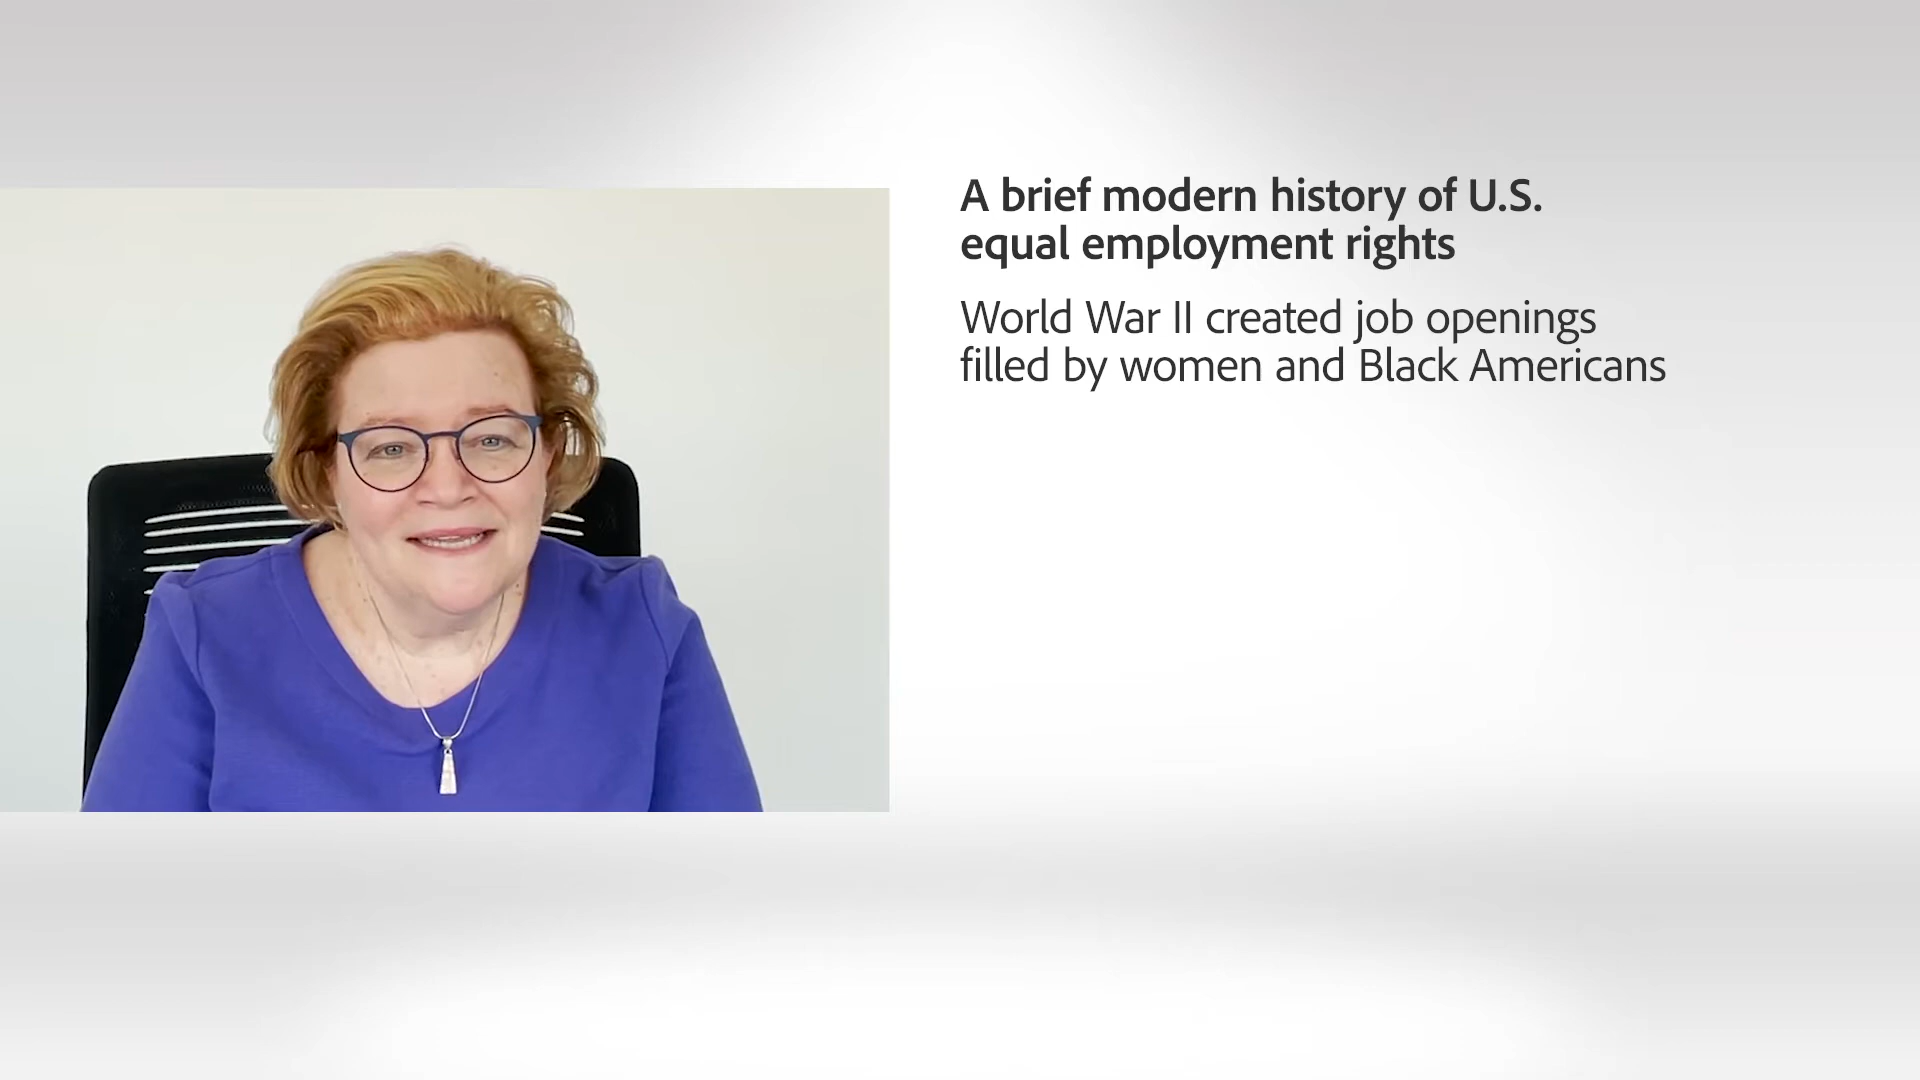 A brief modern history of U.S.
equal employment rights
World War II created job openings
filled by women and Black Americans